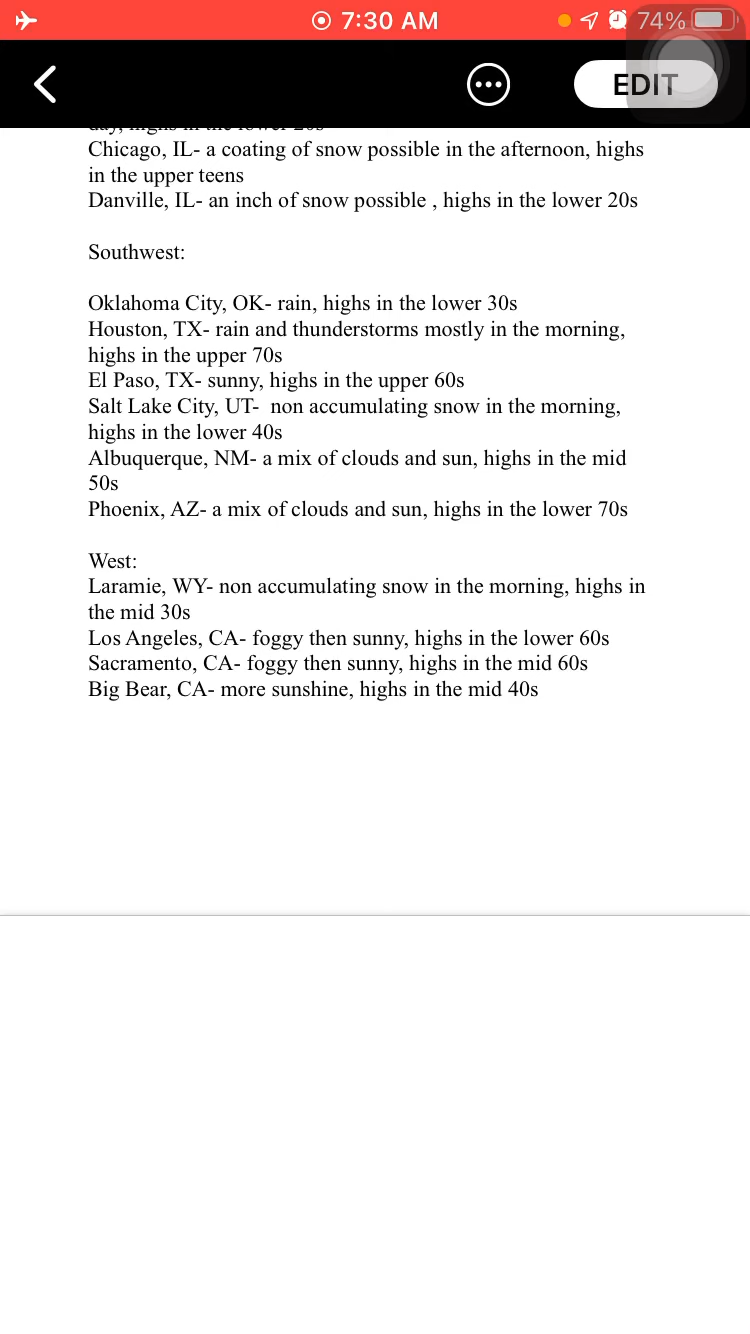 7:30 AM
74%
EDIT
day, highs in the lower 20s
Chicago, IL- a coating of snow possible in the afternoon, highs
in the upper teens
Danville, IL- an inch of snow possible , highs in the lower 20s
Southwest:
Oklahoma City, OK- rain, highs in the lower 30s
Houston, TX- rain and thunderstorms mostly in the morning,
highs in the upper 70s
El Paso, TX- sunny, highs in the upper 60s
Salt Lake City, UT-  non accumulating snow in the morning,
highs in the lower 40s
Albuquerque, NM- a mix of clouds and sun, highs in the mid
50s
Phoenix, AZ- a mix of clouds and sun, highs in the lower 70s
West:
Laramie, WY- non accumulating snow in the morning, highs in
the mid 30s
Los Angeles, CA- foggy then sunny, highs in the lower 60s
Sacramento, CA- foggy then sunny, highs in the mid 60s
Big Bear, CA- more sunshine, highs in the mid 40s